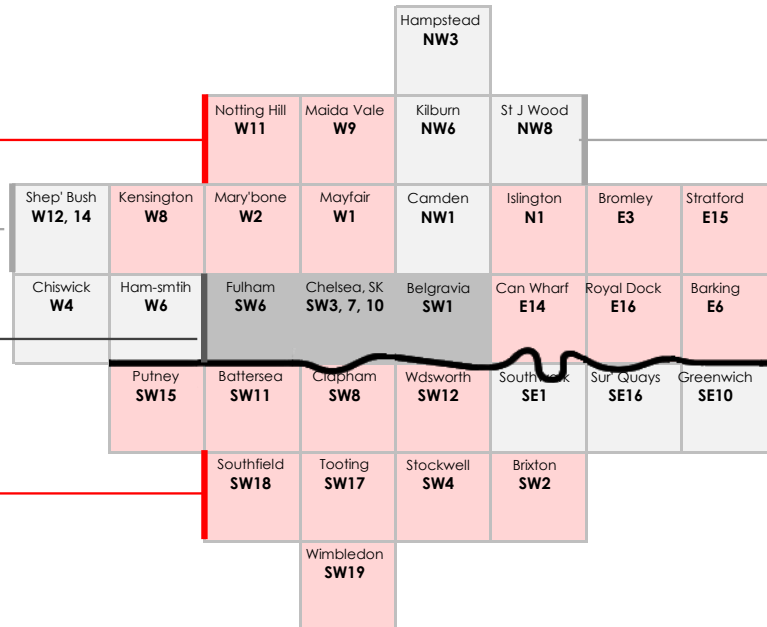 Hampstead
NW3
Notting Hill
W11
Maida Vale
W9
Kilburn
NW6
St J Wood
NW8
Shep' Bush
W12, 14
Kensington
W8
Mary'bone
W2
Mayfair
W1
Camden
NW1
Islington
N1
Bromley
E3
Stratford
E15
Chiswick
W4
Ham-smtih
W6
Fulham
SW6
Chelsea, SK
SW3, 7, 10
Belgravia
SW1
Can Wharf
E14
Royal Dock
E16
Barking
E6
Putney
SW15
Battersea
SW11
Clapham
SW8
Wdsworth
SW12
Southwark
SE1
Sur' Quays
SE16
Greenwich
SE10
Southfield
SW18
Tooting
SW17
Stockwell
SW4
Brixton
SW2
Wimbledon
SW19